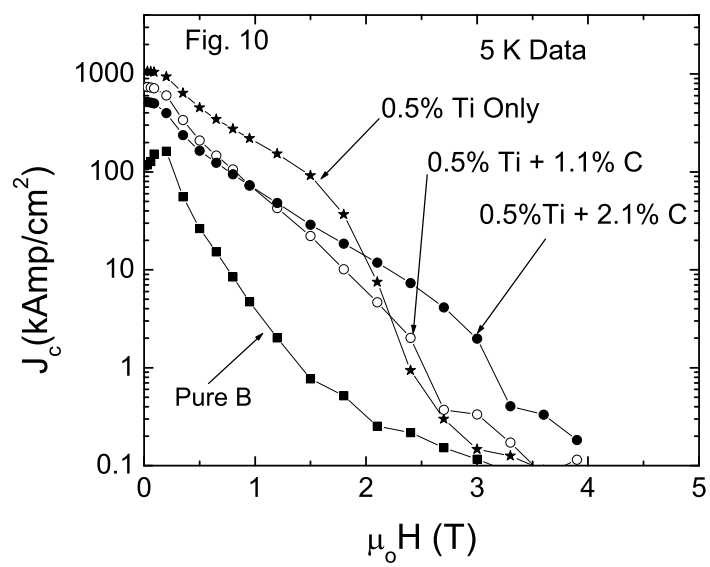 Fig. 10
5 K Data
1000
100
10
1
0.1
J_c(kAmp/cm^2)
0.5% Ti Only
0.5% Ti + 1.1% C
0.5%Ti + 2.1% C
Pure B
0
1
2
3
4
5
μ_oH (T)